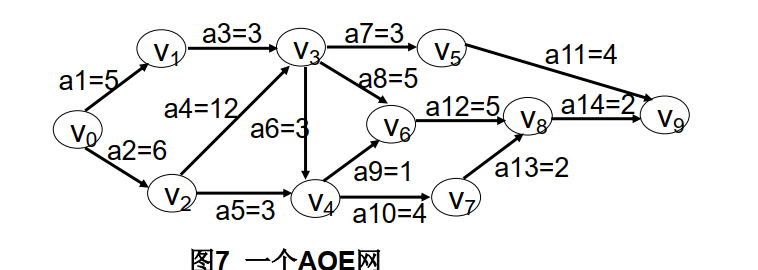 v1
a3=3
v3
a7=3
v5
a11=4
a1=5
a8=5
a4=12
a12=5
a14=2
v0
a6=3
v6
v8
v9
a2=6
a9=1
a13=2
v2
a5=3
v4
a10=4
v7
图7 一个AOE网